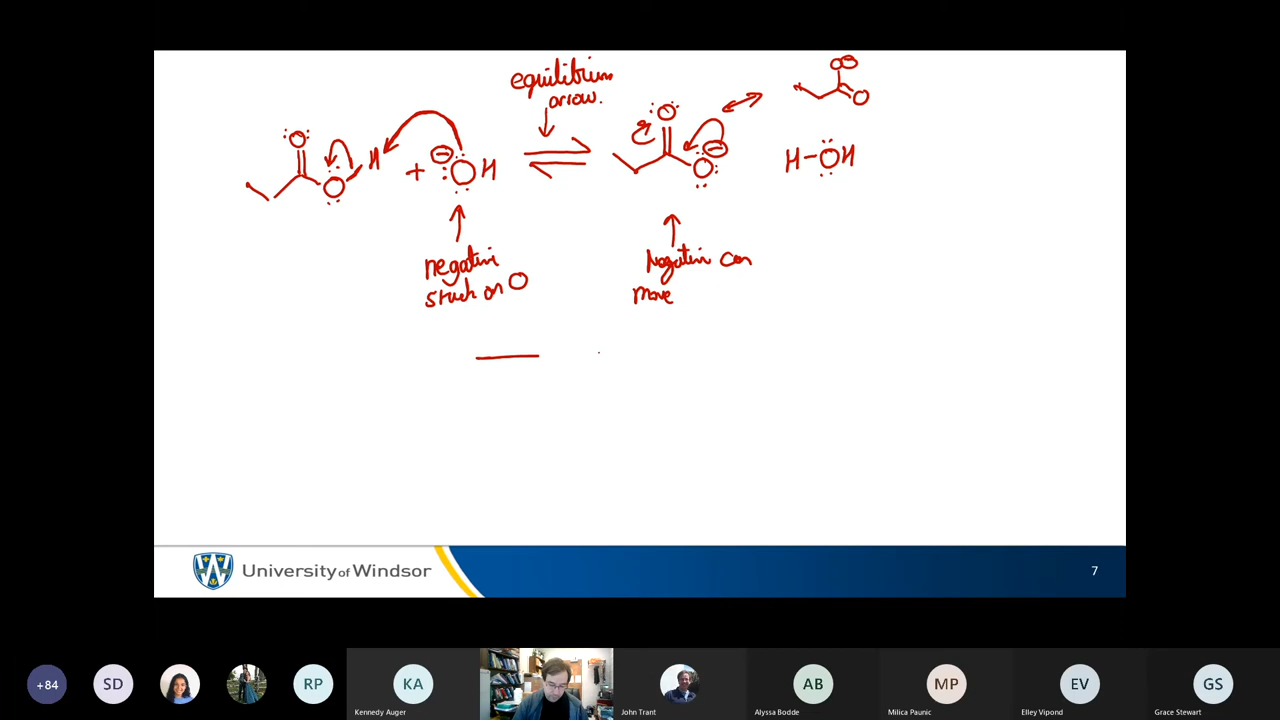 equilibrium
arrow.
O
H
+
⊖
O H
O
O
⊖
O ⊖
O
H-OH
negative
stuck on O
Negative can
move
University of Windsor
7
+84
SD
RP
KA
Kennedy Auger
John Trant
AB
Alyssa Bodde
MP
Milica Paunic
EV
Elley Vipond
GS
Grace Stewart